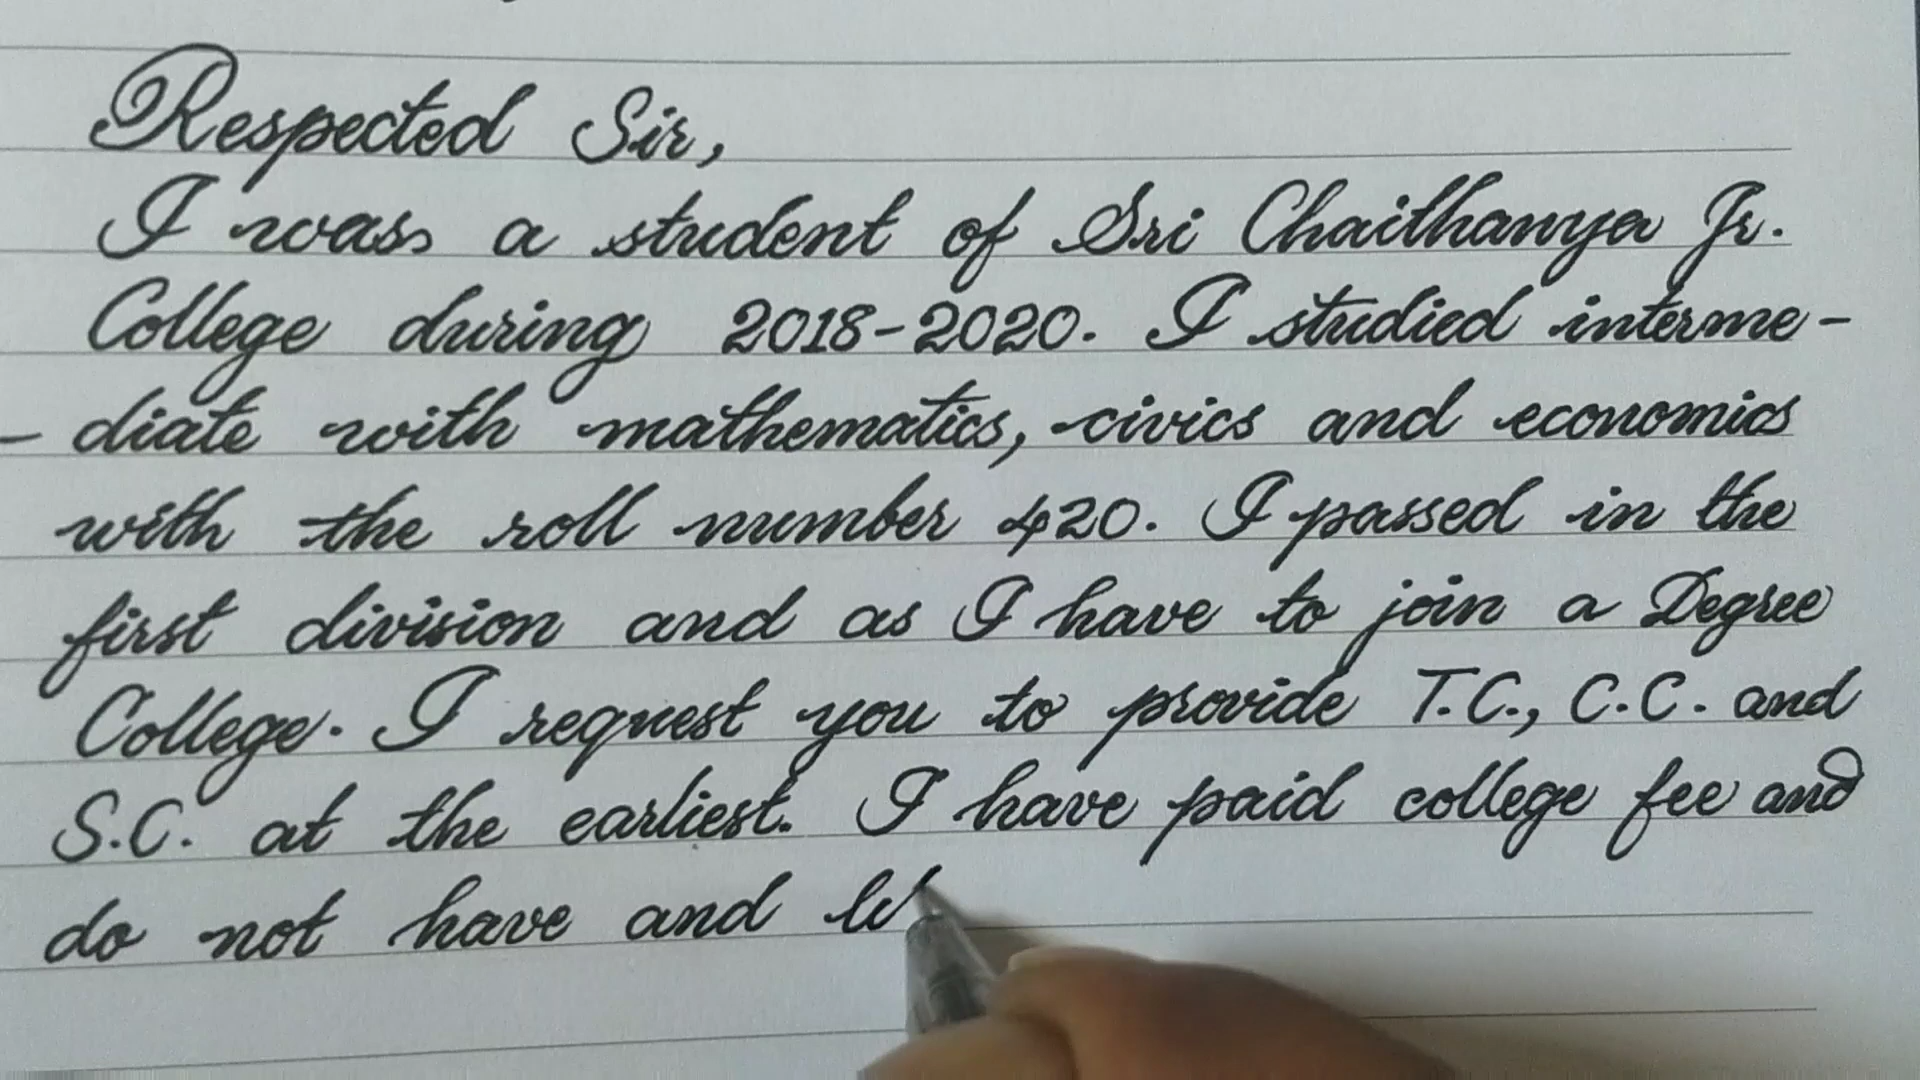 Respected Sir,
I was a student of Sri Chaithanya Jr.
College during 2018-2020. I studied interme-
- diate with mathematics, civics and economics
with the roll number 420. I passed in the
first division and as I have to join a Degree
College. I request you to provide T.C., C.C. and
S.C. at the earliest. I have paid college fee and
do not have and